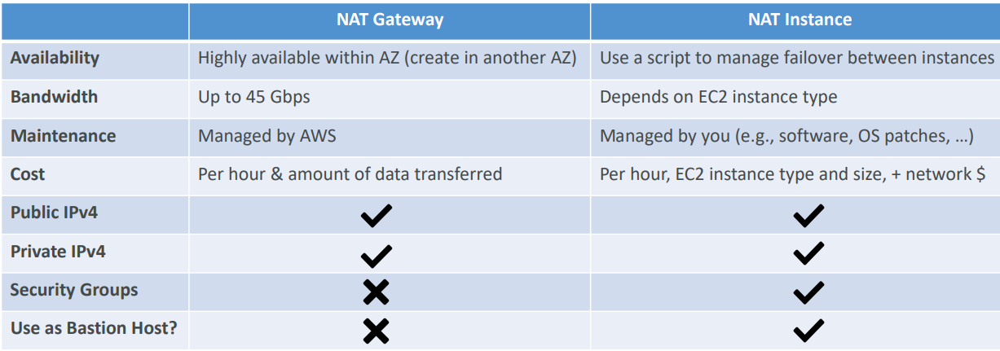 NAT Gateway NAT Instance
Availability Highly available within AZ (create in another AZ) Use a script to manage failover between instances
Bandwidth Up to 45 Gbps Depends on EC2 instance type
Maintenance Managed by AWS Managed by you (e.g., software, OS patches, …)
Cost Per hour & amount of data transferred Per hour, EC2 instance type and size, + network $
Public IPv4 ✔ ✔
Private IPv4 ✔ ✔
Security Groups ✖ ✔
Use as Bastion Host? ✖ ✔